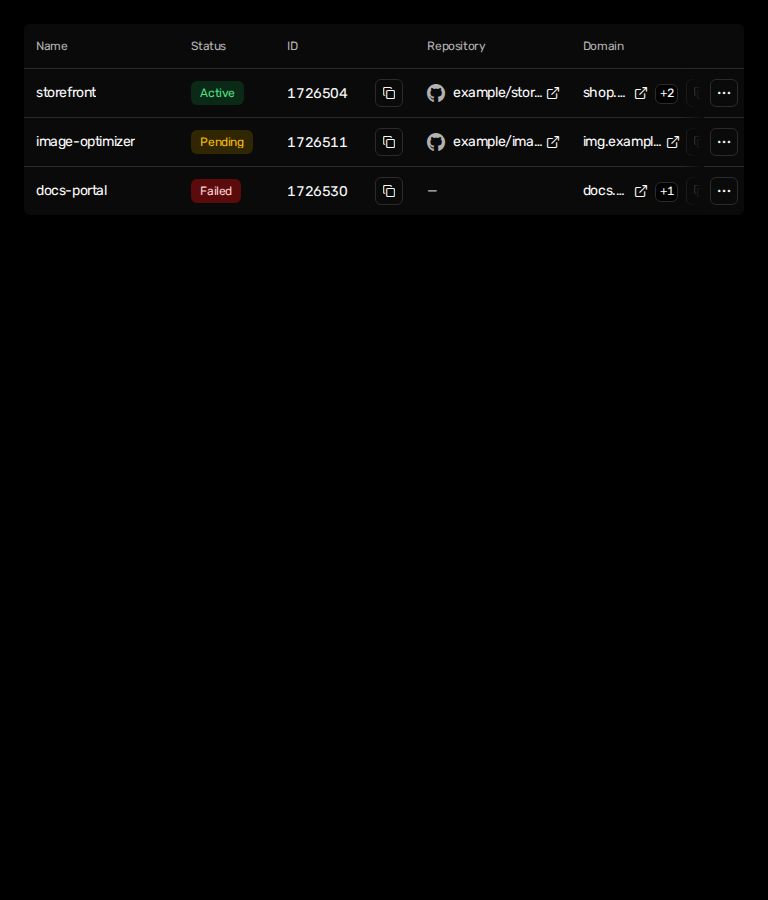 Name Status ID Repository Domain
storefront Active 1726504 example/stor... shop.... +2
image-optimizer Pending 1726511 example/ima... img.exampl...
docs-portal Failed 1726530 – docs.... +1